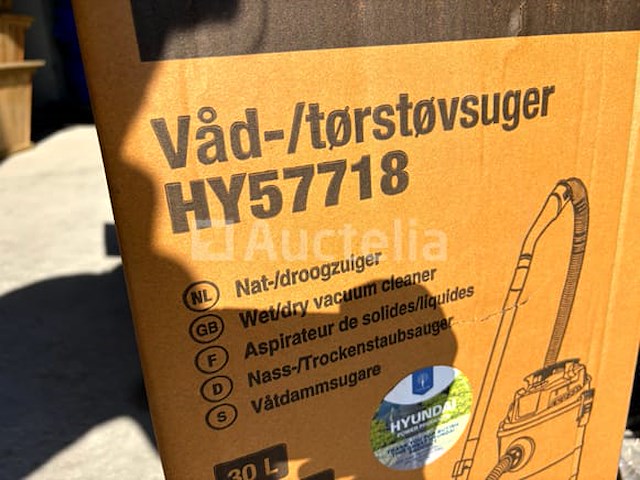 Våd-/tørstøvsuger
HY57718
Auctelia
NL Nat-/droogzuiger
GB Wet/dry vacuum cleaner
F Aspirateur de solides/liquides
D Nass-/Trockenstaubsauger
S Våtdammsugare
HYUNDAI
30 L